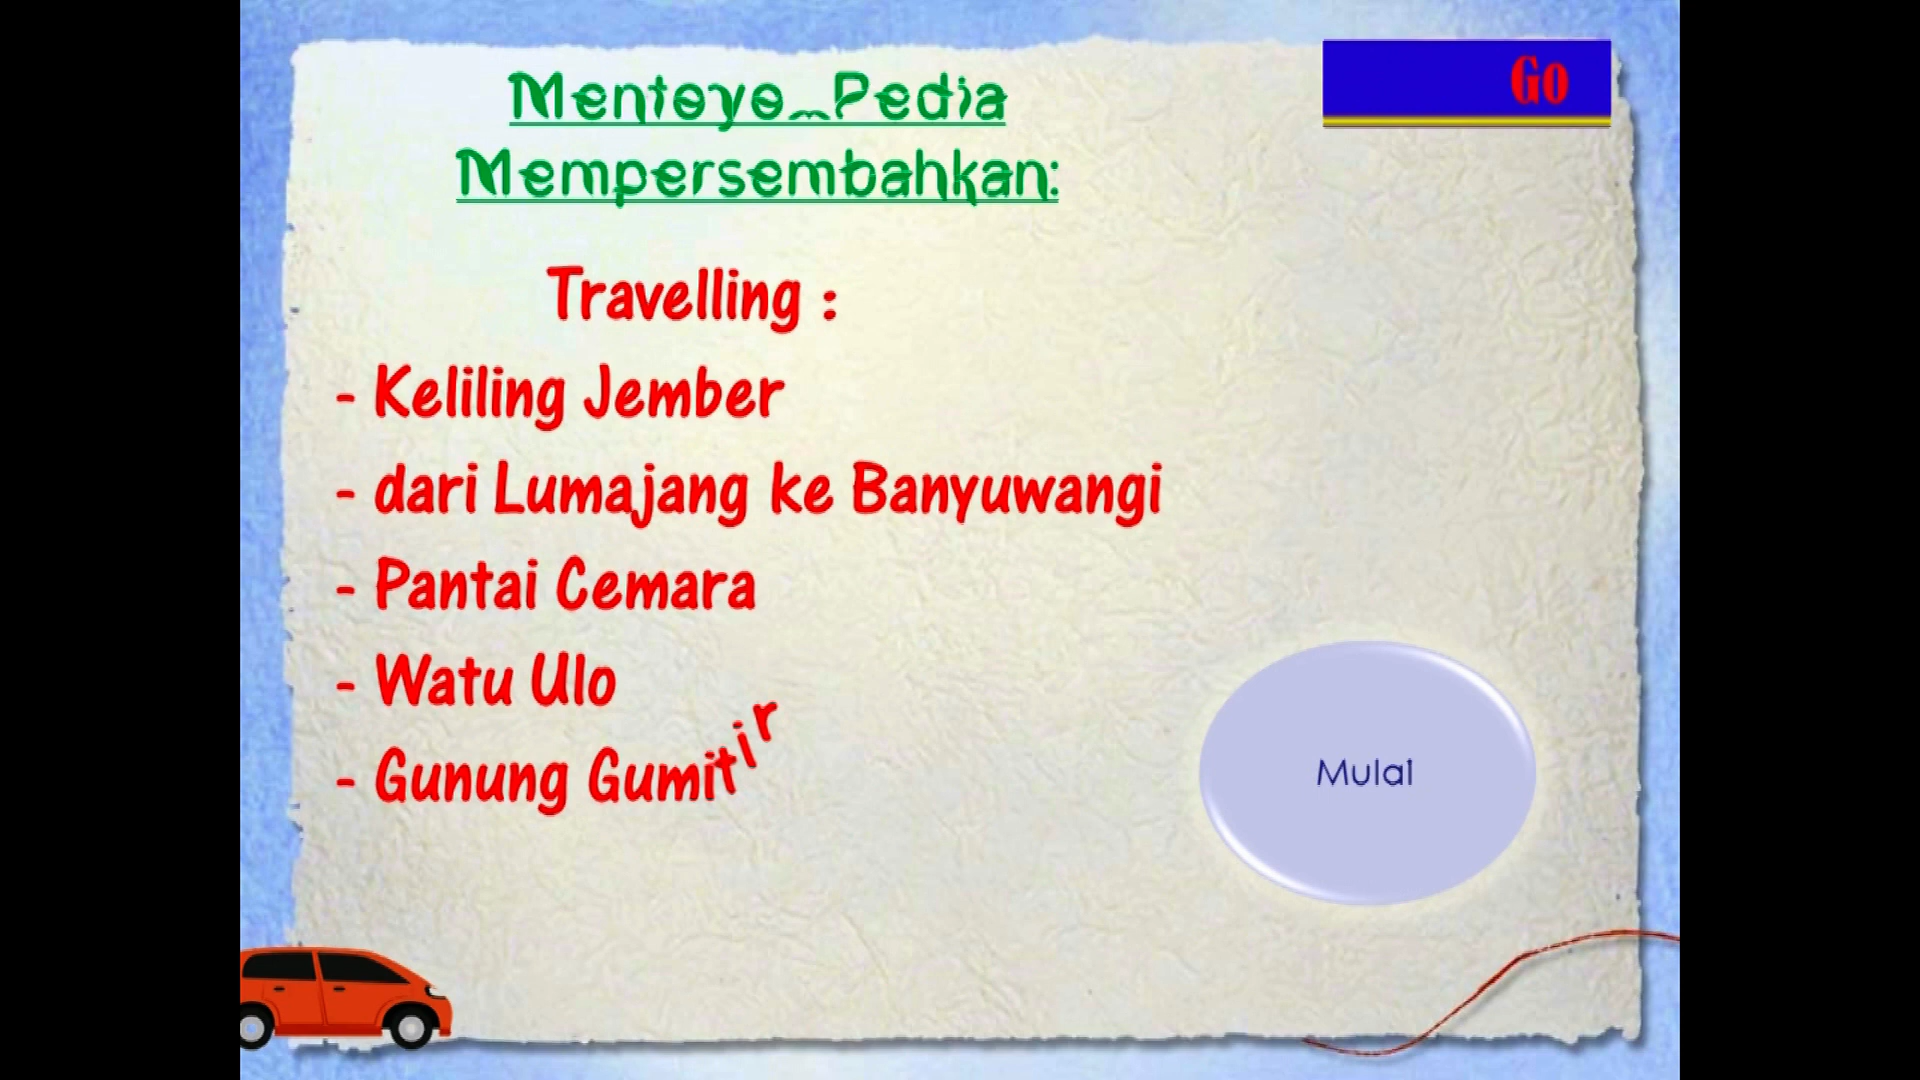 Mentoyo_Pedia
Mempersembahkan:
Go
Travelling :
- Keliling Jember
- dari Lumajang ke Banyuwangi
- Pantai Cemara
- Watu Ulo
- Gunung Gumitir
Mulai